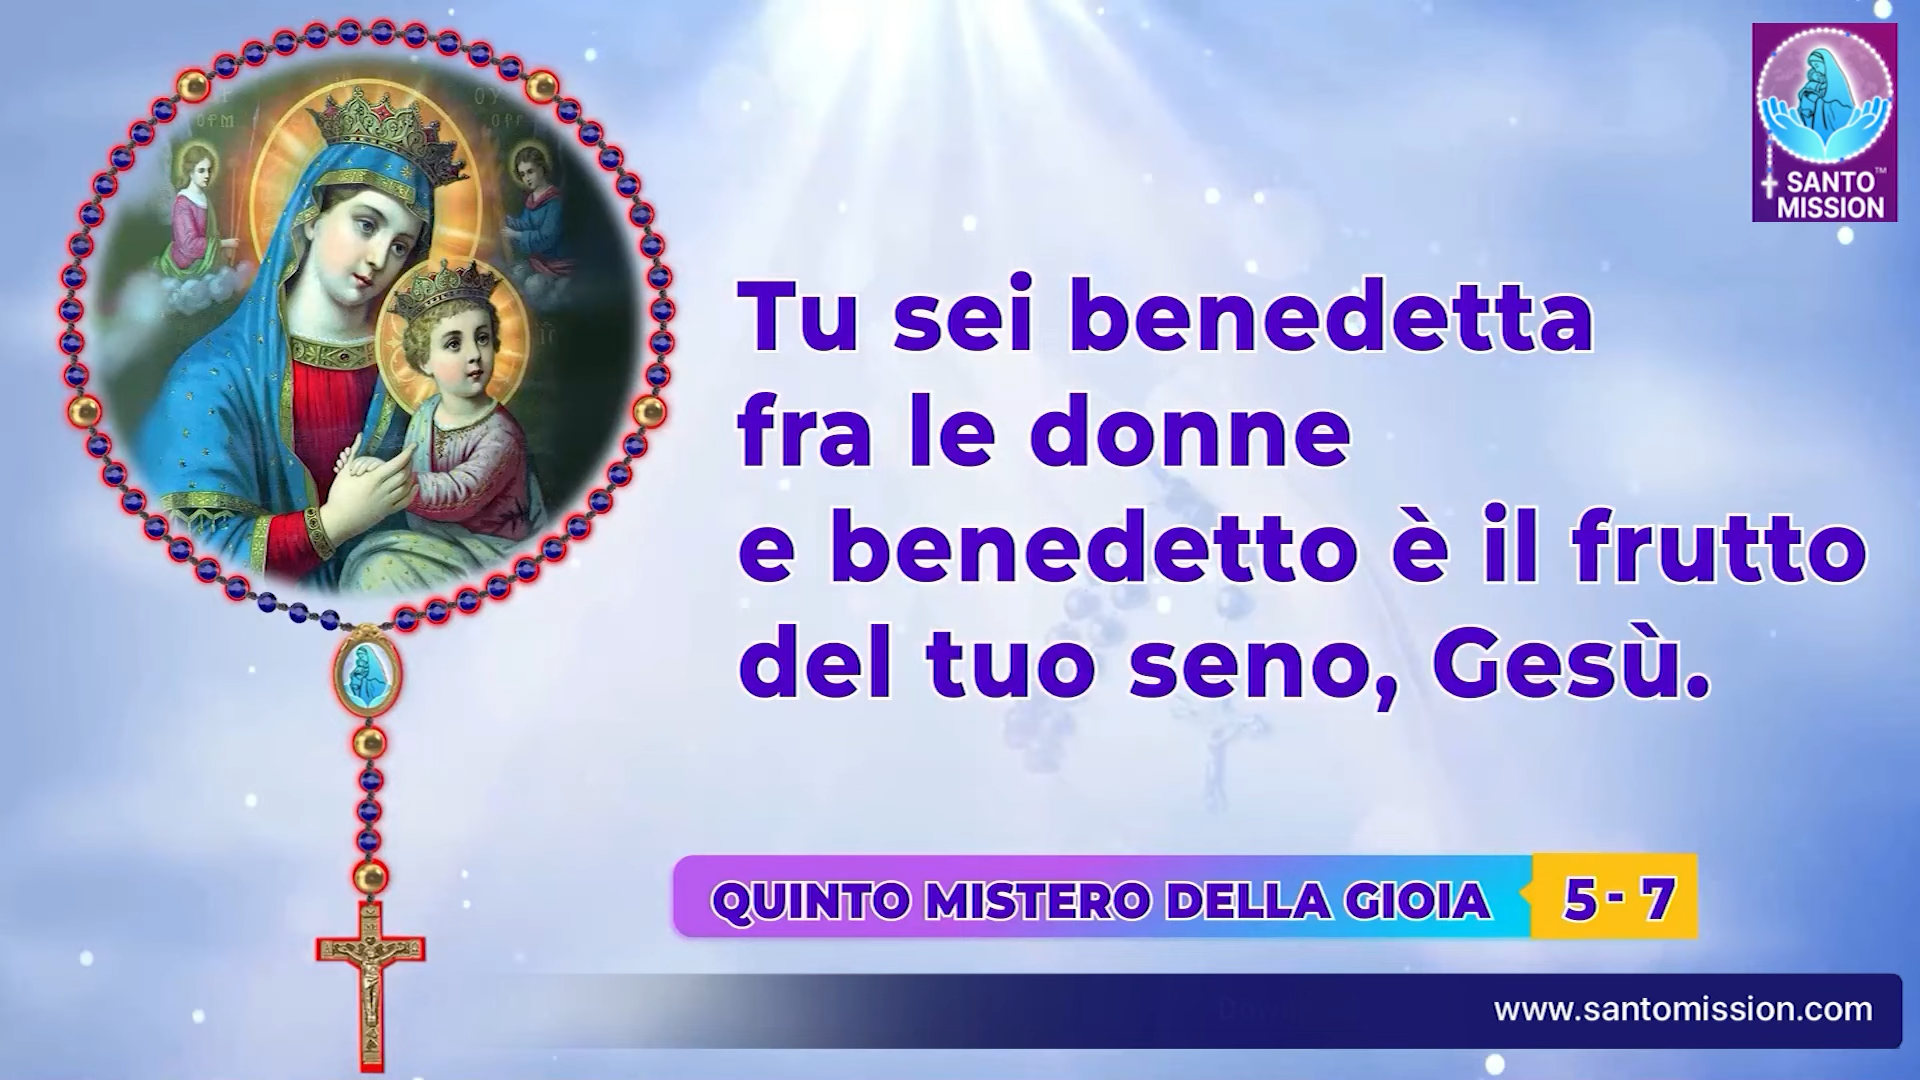 SANTO™
MISSION
Tu sei benedetta
fra le donne
e benedetto è il frutto
del tuo seno, Gesù.
QUINTO MISTERO DELLA GIOIA 5 - 7
www.santomission.com